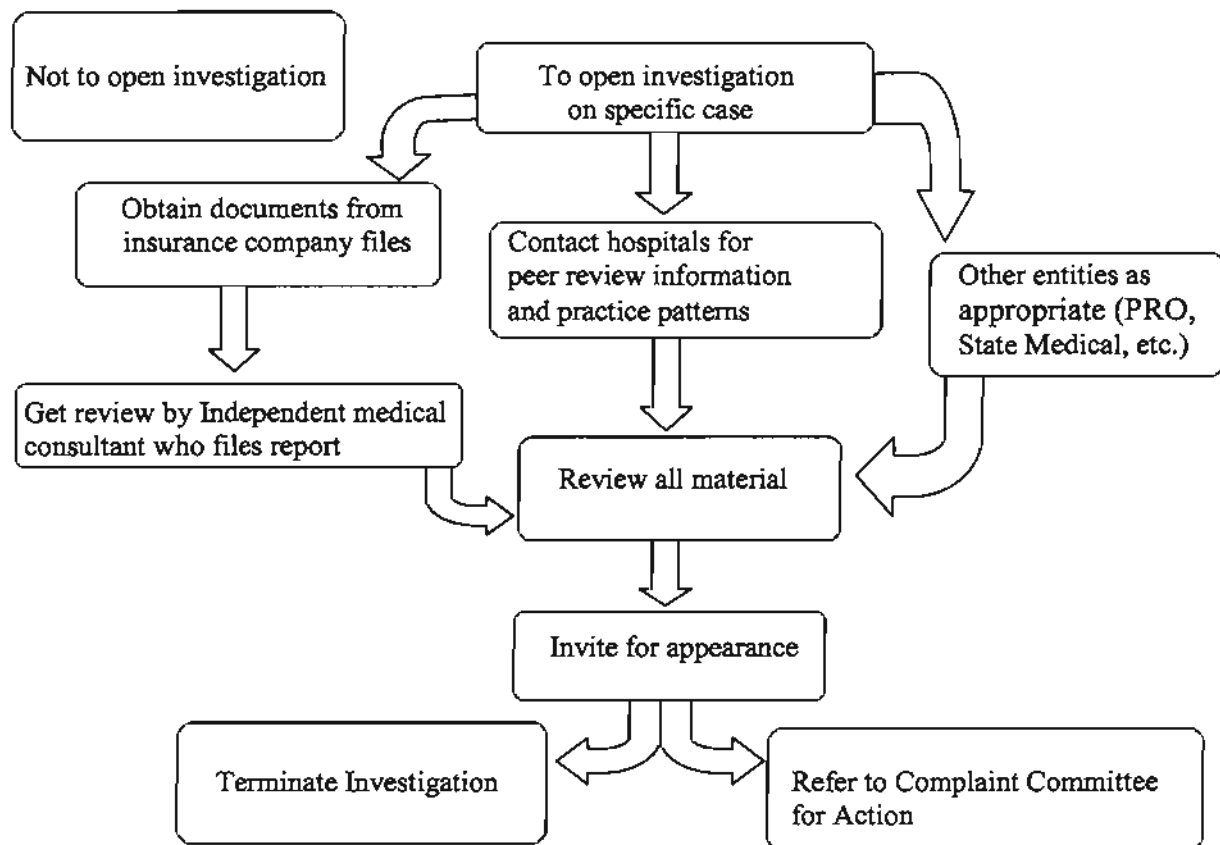 Not to open investigation
To open investigation
on specific case
Obtain documents from
insurance company files
Contact hospitals for
peer review information
and practice patterns
Other entities as
appropriate (PRO,
State Medical, etc.)
Get review by Independent medical
consultant who files report
Review all material
Invite for appearance
Terminate Investigation
Refer to Complaint Committee
for Action